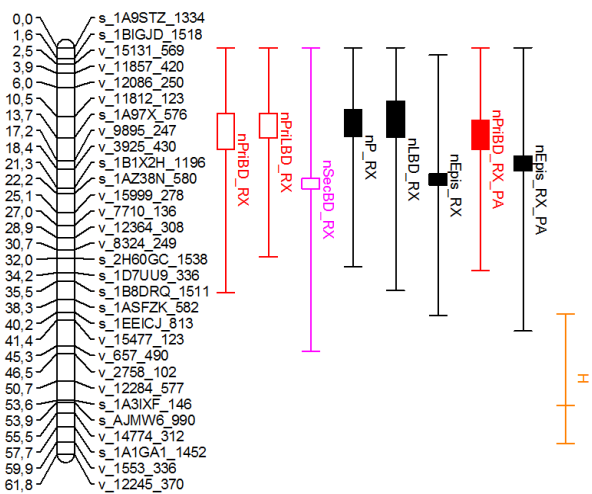 0,0 s_1A9STZ_1334
1,6 s_1BIGJD_1518
2,5 v_15131_569
3,9 v_11857_420
6,0 v_12086_250
10,5 v_11812_123
13,7 s_1A97X_576
17,2 v_9895_247
18,4 v_3925_430
21,3 s_1B1X2H_1196
22,2 s_1AZ38N_580
25,1 v_15999_278
27,0 v_7710_136
28,9 v_12364_308
30,7 v_8324_249
32,0 s_2H60GC_1538
34,2 s_1D7UU9_336
35,5 s_1B8DRQ_1511
38,3 s_1ASFZK_582
40,2 s_1EEICJ_813
41,4 v_15477_123
45,3 v_657_490
46,5 v_2758_102
50,7 v_12284_577
53,6 s_1A3IXF_146
53,9 s_AJMW6_990
55,5 v_14774_312
57,7 s_1A1GA1_1452
59,9 v_1553_336
61,8 v_12245_370
nPriBD_RX
nPriLBD_RX
nSecBD_RX
nP_RX
nLBD_RX
nEpis_RX
nPriBD_RX_PA
nEpis_RX_PA
H